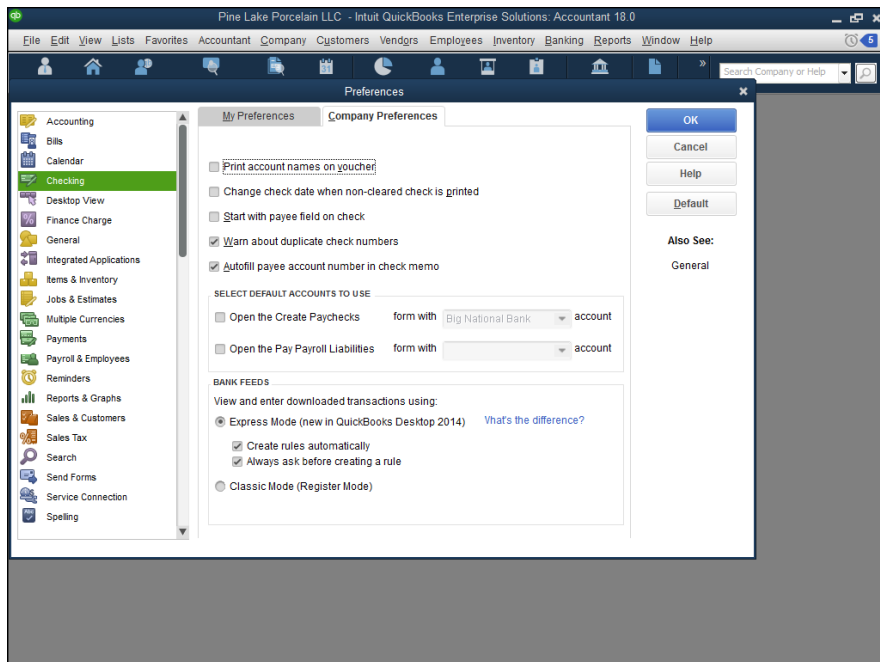 Pine Lake Porcelain LLC - Intuit QuickBooks Enterprise Solutions: Accountant 18.0
File Edit View Lists Favorites Accountant Company Customers Vendors Employees Inventory Banking Reports Window Help 5
31 » Search Company or Help
Preferences
Accounting
Bills
Calendar
Checking
Desktop View
Finance Charge
General
Integrated Applications
Items & Inventory
Jobs & Estimates
Multiple Currencies
Payments
Payroll & Employees
Reminders
Reports & Graphs
Sales & Customers
Sales Tax
Search
Send Forms
Service Connection
Spelling
My Preferences Company Preferences
Print account names on voucher
Change check date when non-cleared check is printed
Start with payee field on check
Warn about duplicate check numbers
Autofill payee account number in check memo
SELECT DEFAULT ACCOUNTS TO USE
Open the Create Paychecks form with Big National Bank account
Open the Pay Payroll Liabilities form with account
BANK FEEDS
View and enter downloaded transactions using:
Express Mode (new in QuickBooks Desktop 2014) What's the difference?
Create rules automatically
Always ask before creating a rule
Classic Mode (Register Mode)
OK
Cancel
Help
Default
Also See:
General